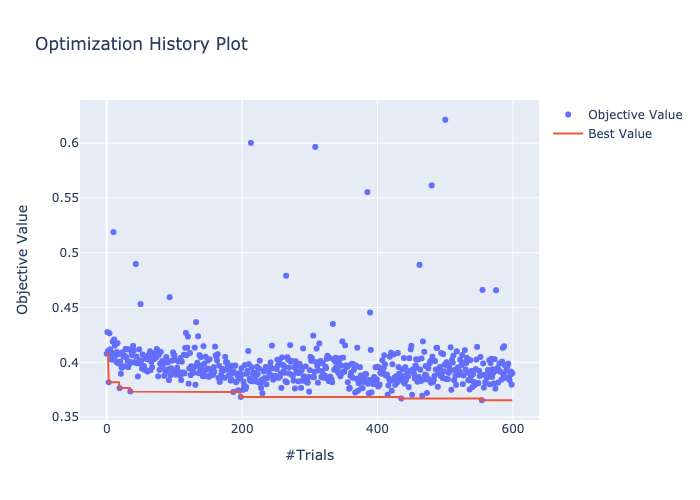 Optimization History Plot
Objective Value
Best Value
0.6
0.55
0.5
0.45
0.4
0.35
Objective Value
0
200
400
600
#Trials